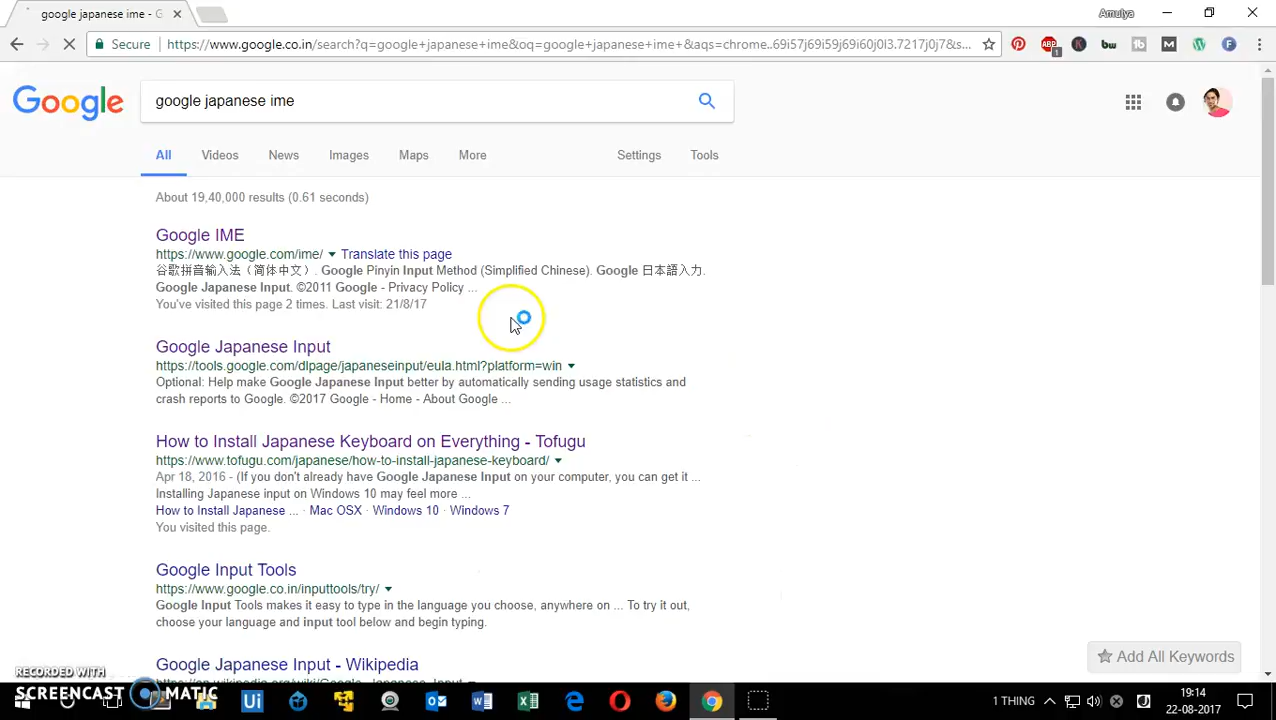 google japanese ime - G
Amulya
Secure
https://www.google.co.in/search?q=google+japanese+ime&oq=google+japanese+ime+&aqs=chrome..69i57j69i59j69i60j0l3.7217j0j7&s...
ABP
1
K
bw
tb
M
F
Google
google japanese ime
All Videos News Images Maps More Settings Tools
About 19,40,000 results (0.61 seconds)
Google IME
https://www.google.com/ime/ Translate this page
谷歌拼音输入法（简体中文）. Google Pinyin Input Method (Simplified Chinese). Google 日本語入力.
Google Japanese Input. ©2011 Google - Privacy Policy ...
You've visited this page 2 times. Last visit: 21/8/17
Google Japanese Input
https://tools.google.com/dlpage/japaneseinput/eula.html?platform=win
Optional: Help make Google Japanese Input better by automatically sending usage statistics and
crash reports to Google. ©2017 Google - Home - About Google ...
How to Install Japanese Keyboard on Everything - Tofugu
https://www.tofugu.com/japanese/how-to-install-japanese-keyboard/
Apr 18, 2016 - (If you don't already have Google Japanese Input on your computer, you can get it ...
Installing Japanese input on Windows 10 may feel more ...
How to Install Japanese ... · Mac OSX · Windows 10 · Windows 7
You visited this page.
Google Input Tools
https://www.google.co.in/inputtools/try/
Google Input Tools makes it easy to type in the language you choose, anywhere on ... To try it out,
choose your language and input tool below and begin typing.
Google Japanese Input - Wikipedia
https://en.wikipedia.org/wiki/Google_Japanese_Input
Add All Keywords
RECORDED WITH
SCREENCAST MATIC
Ui
1 THING
19:14
22-08-2017